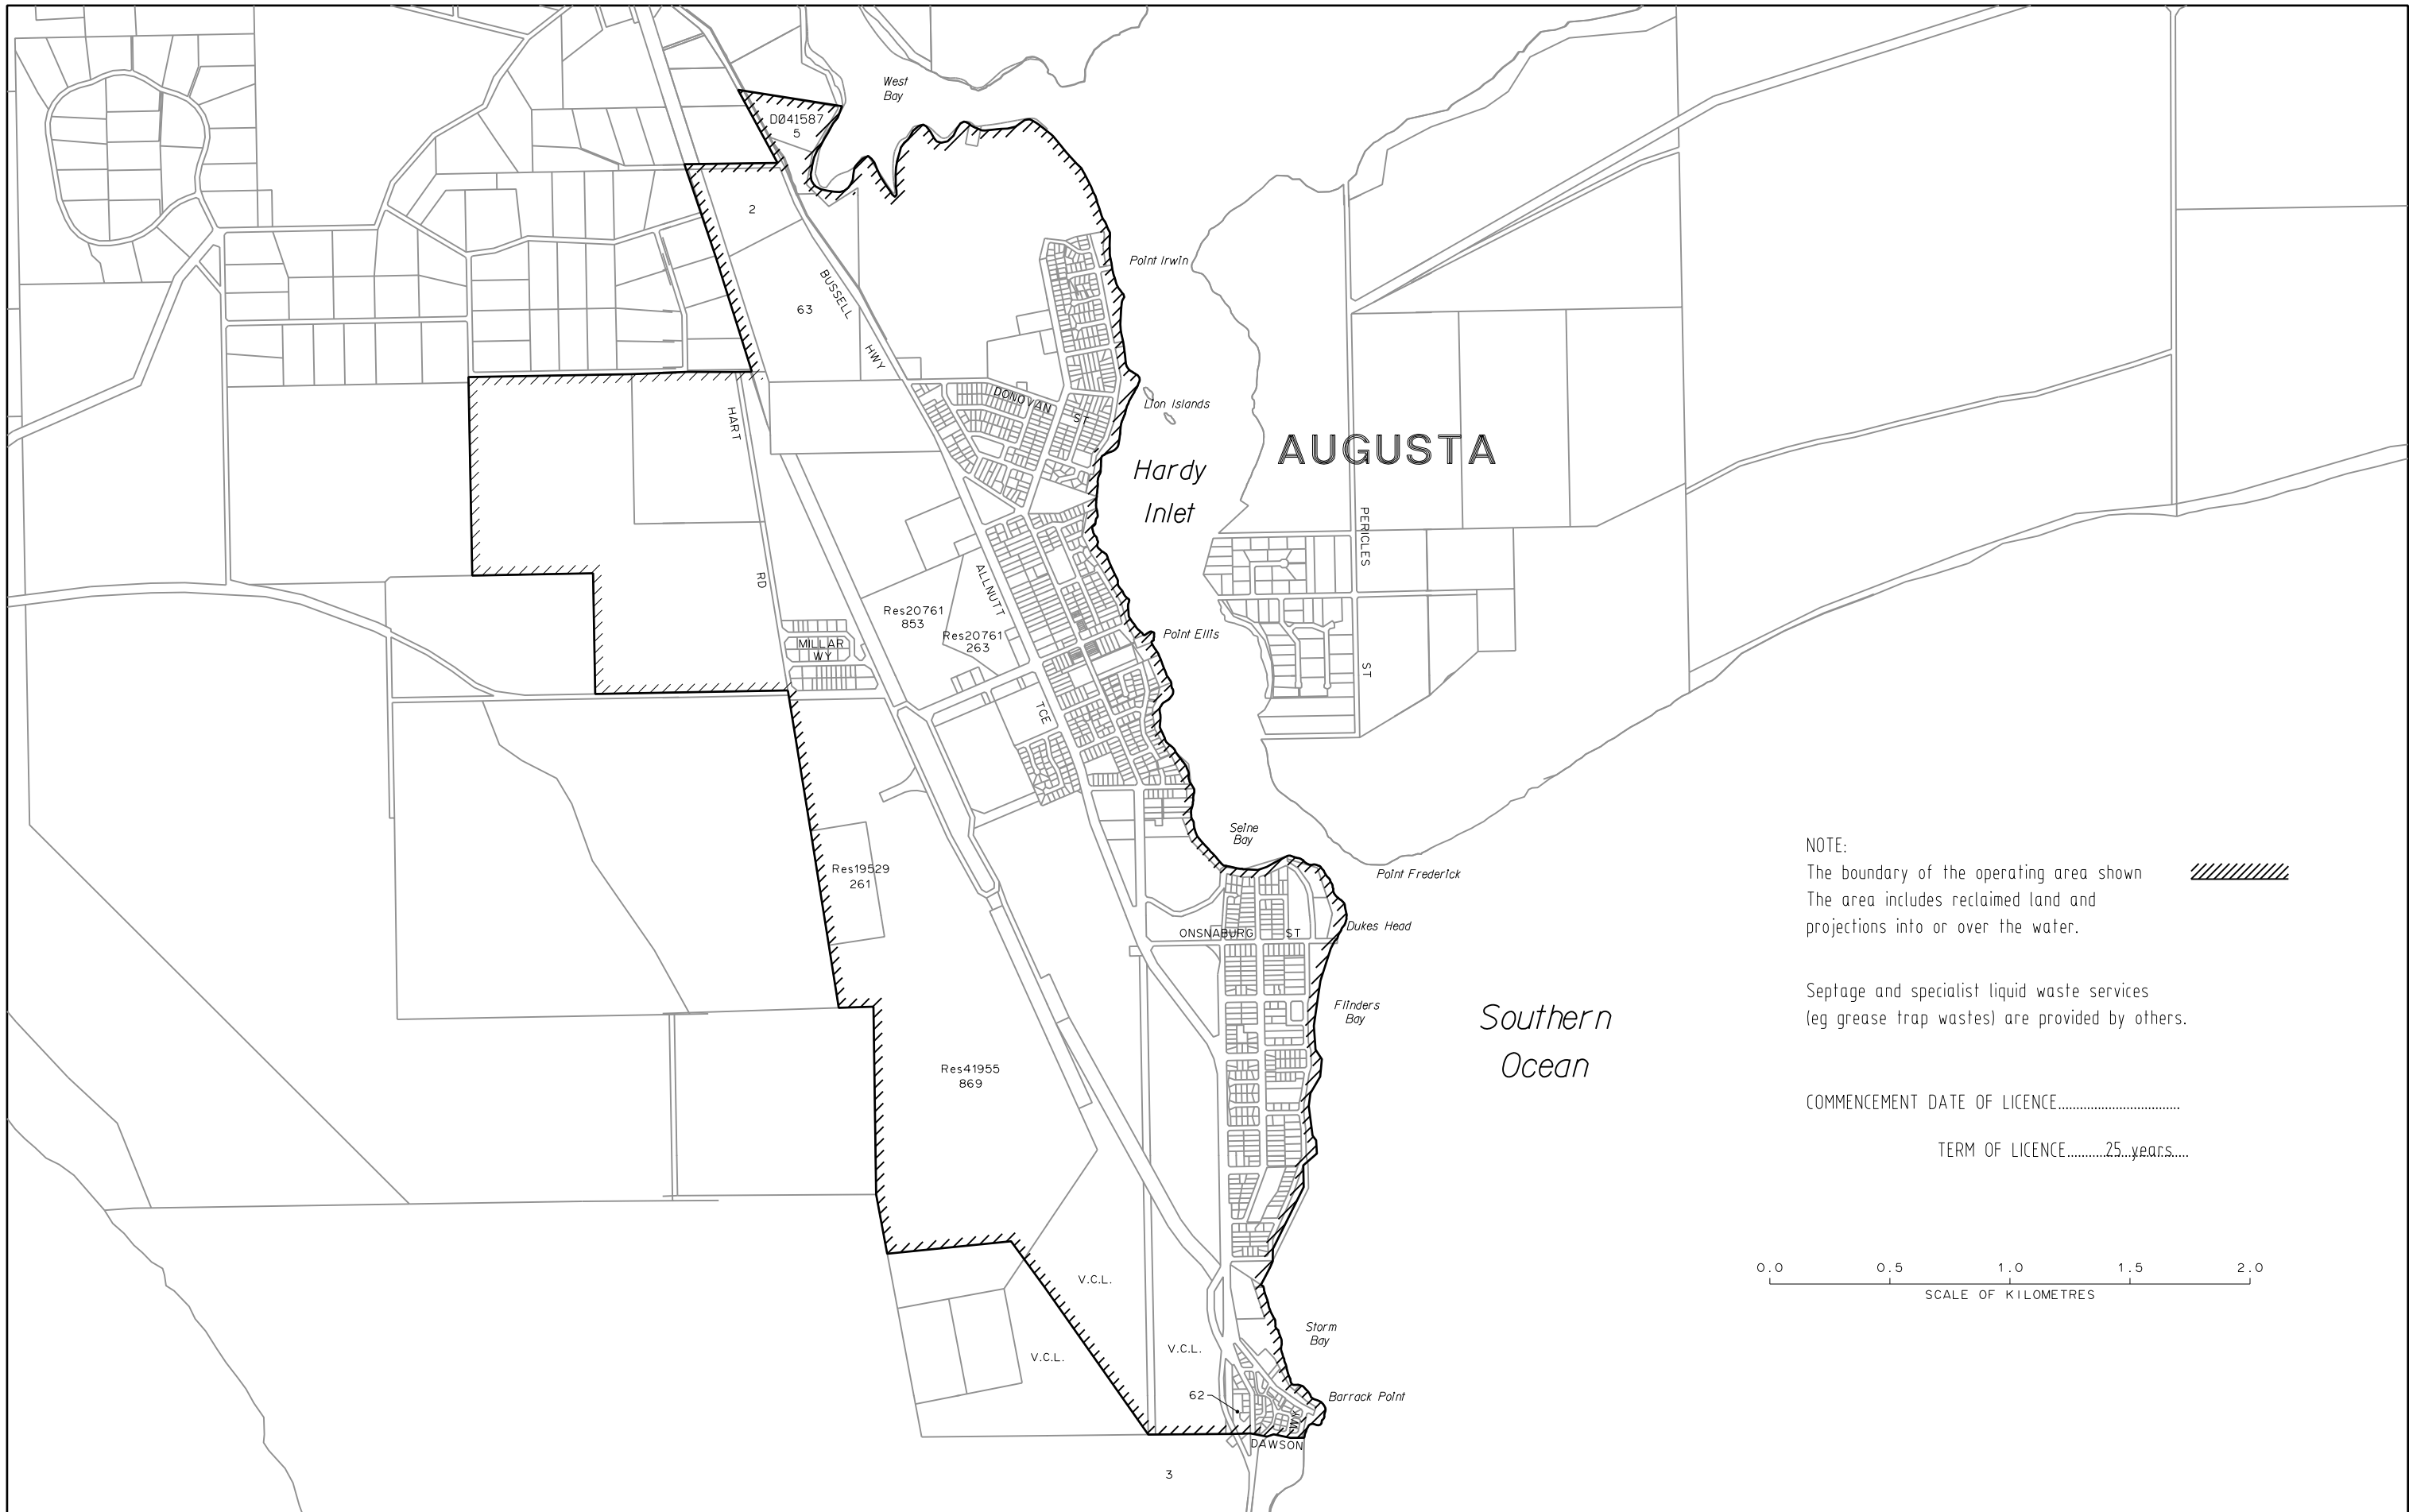 West
Bay
DØ41587
5
2
Point Irwin
BUSSELL
HWY
63
DONOVAN ST
Lion Islands
HART
RD
AUGUSTA
Hardy
Inlet
PERICLES
ST
ALLNUTT
TCE
Res20761
853
Res20761
263
Point Ellis
MILLAR
WY
Seine
Bay
Point Frederick
Res19529
261
Dukes Head
ONSNABURG ST
Flinders
Bay
Southern
Ocean
Res41955
869
V.C.L.
Storm
Bay
V.C.L.
V.C.L.
62
Barrack Point
DAWSON
3
NOTE:
The boundary of the operating area shown
The area includes reclaimed land and
projections into or over the water.
Septage and specialist liquid waste services
(eg grease trap wastes) are provided by others.
COMMENCEMENT DATE OF LICENCE.................................
TERM OF LICENCE..........25 years....
0.0 0.5 1.0 1.5 2.0
SCALE OF KILOMETRES